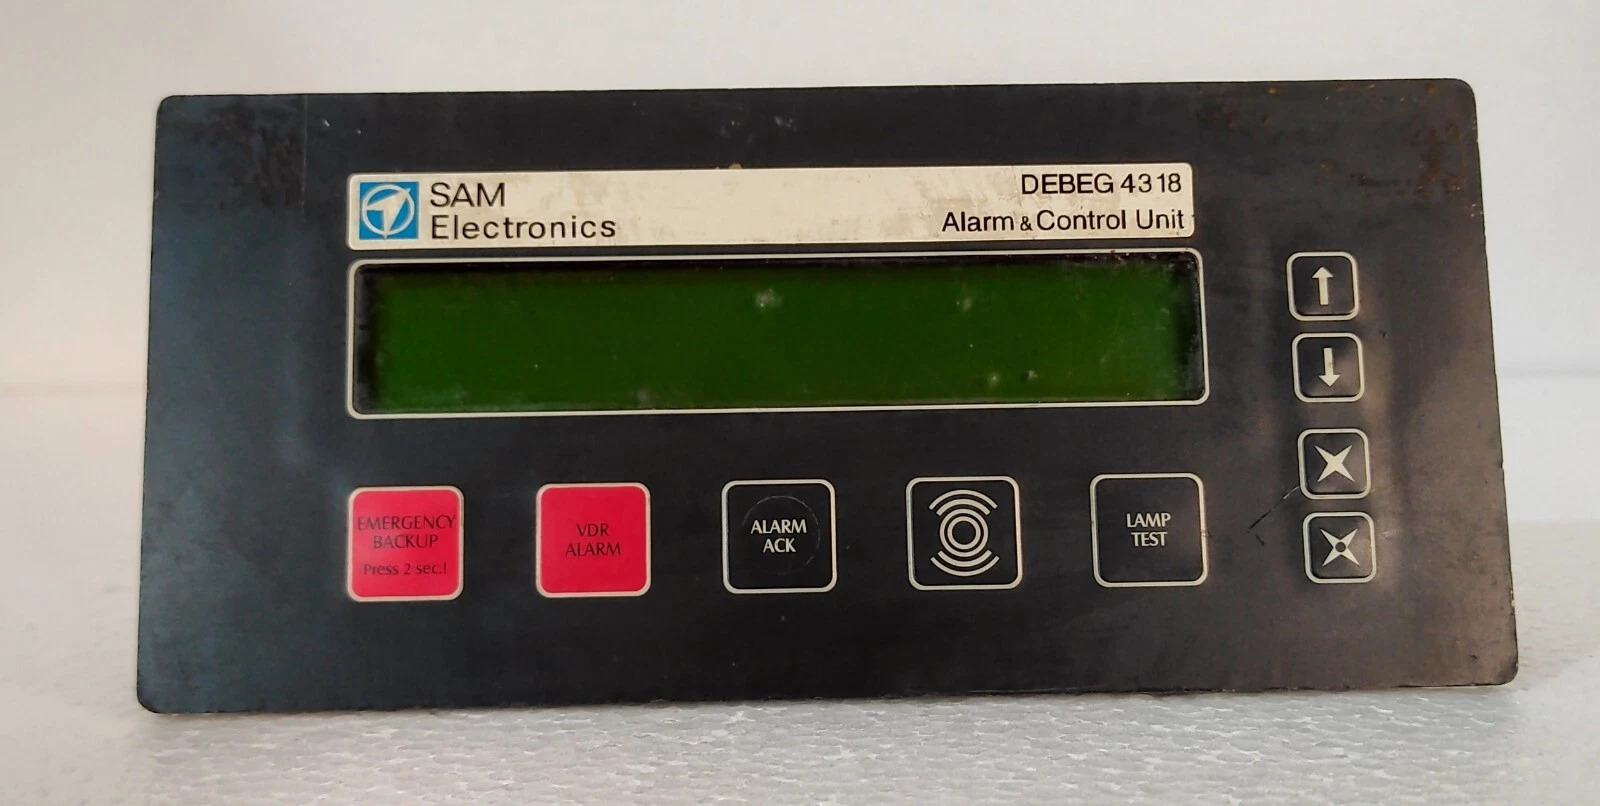 SAM
Electronics
DEBEG 4318
Alarm & Control Unit
EMERGENCY
BACKUP
Press 2 sec.!
VDR
ALARM
ALARM
ACK
LAMP
TEST